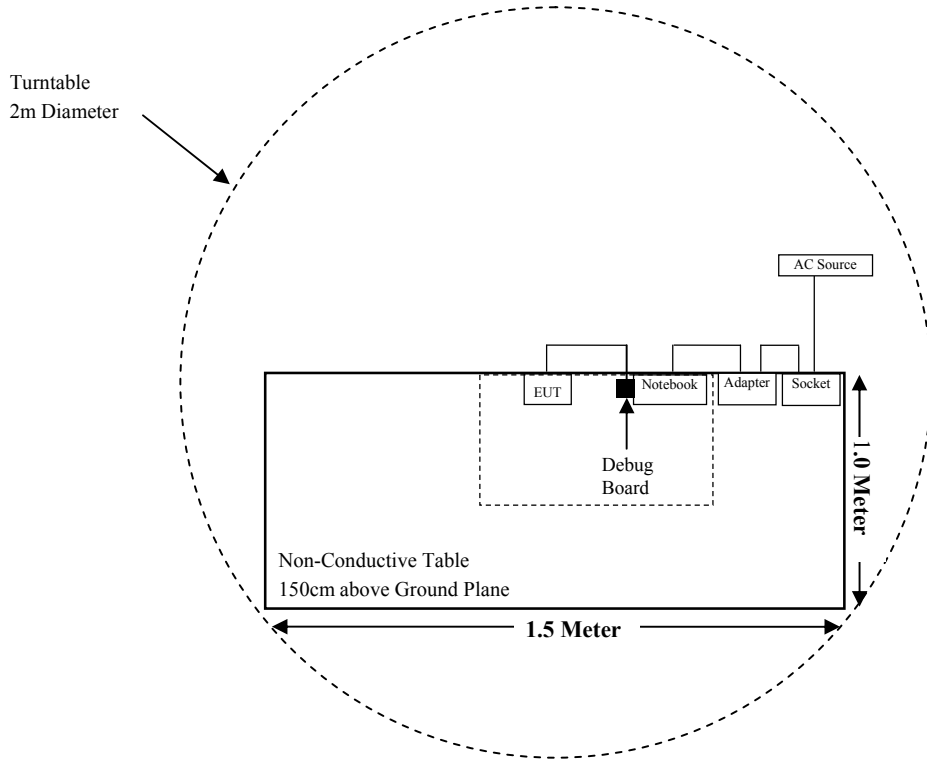 Turntable
2m Diameter
AC Source
EUT
Notebook
Adapter
Socket
Debug
Board
1.0 Meter
Non-Conductive Table
150cm above Ground Plane
1.5 Meter